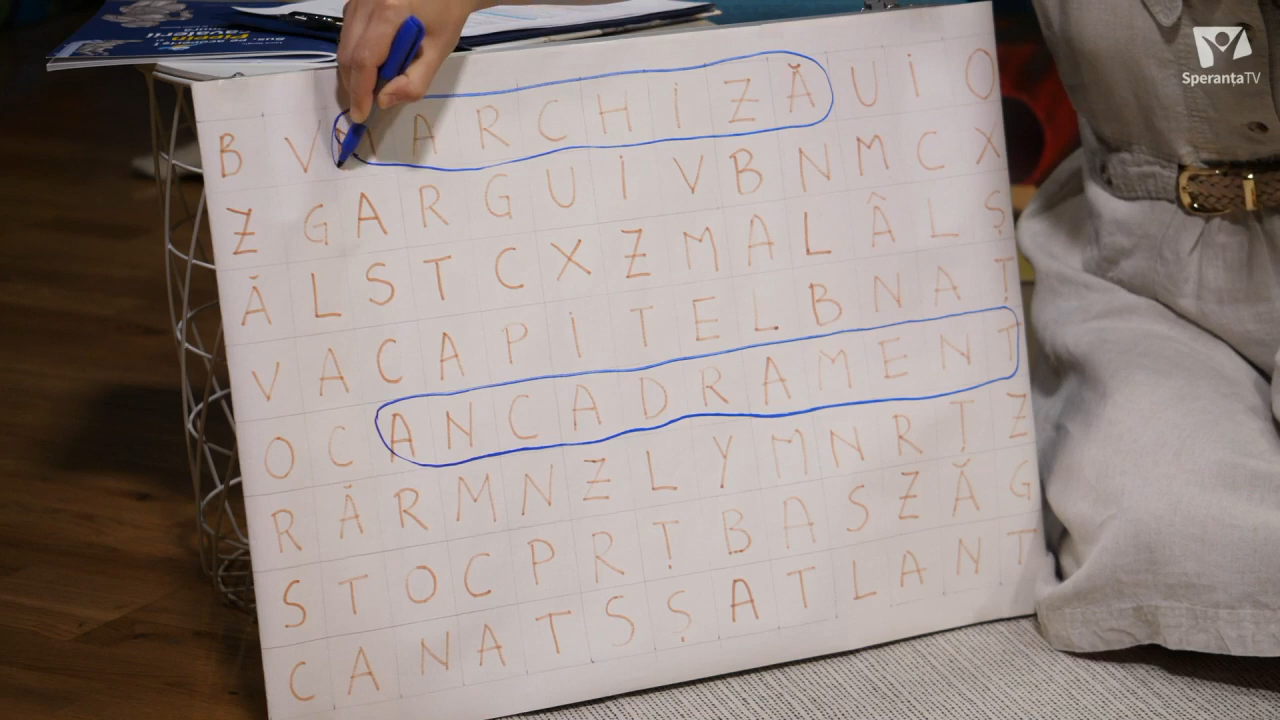 SperanțaTV
B V A A R C H I Z Ă U I O
Z G A R G U I V B N M C X
Ă L S T C X Z M A L Â L Ș
V A C A P I T E L B N A Ț
O C A N C A D R A M E N T
R Ă R M N Z L Y M N R Ț Z
S T O C P R Ț B A S Z Ă G
C A N A T S Ș A T L A N T